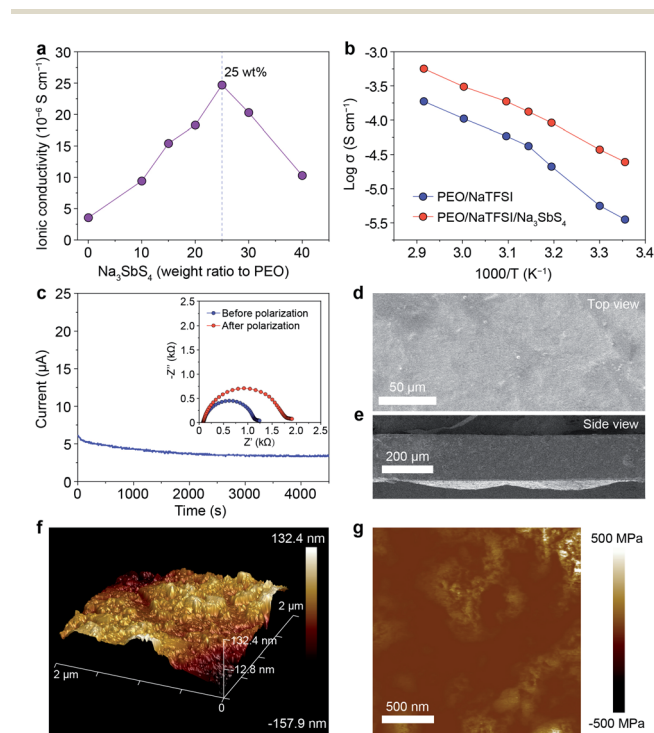 a
30
25
20
15
10
5
0
Ionic conductivity (10⁻⁶ S cm⁻¹)
25 wt%
0 10 20 30 40
Na₃SbS₄ (weight ratio to PEO)
b
-3.0
-3.5
-4.0
-4.5
-5.0
-5.5
Log σ (S cm⁻¹)
PEO/NaTFSI
PEO/NaTFSI/Na₃SbS₄
2.9 3.0 3.1 3.2 3.3 3.4
1000/T (K⁻¹)
c
25
20
15
10
5
0
Current (μA)
0 1000 2000 3000 4000
Time (s)
2.5
2.0
1.5
1.0
0.5
0.0
-Z'' (kΩ)
Before polarization
After polarization
0.0 0.5 1.0 1.5 2.0 2.5
Z' (kΩ)
d
Top view
50 μm
e
Side view
200 μm
f
132.4 nm
2 μm
132.4 nm
-12.8 nm
2 μm
0
-157.9 nm
g
500 nm
500 MPa
-500 MPa